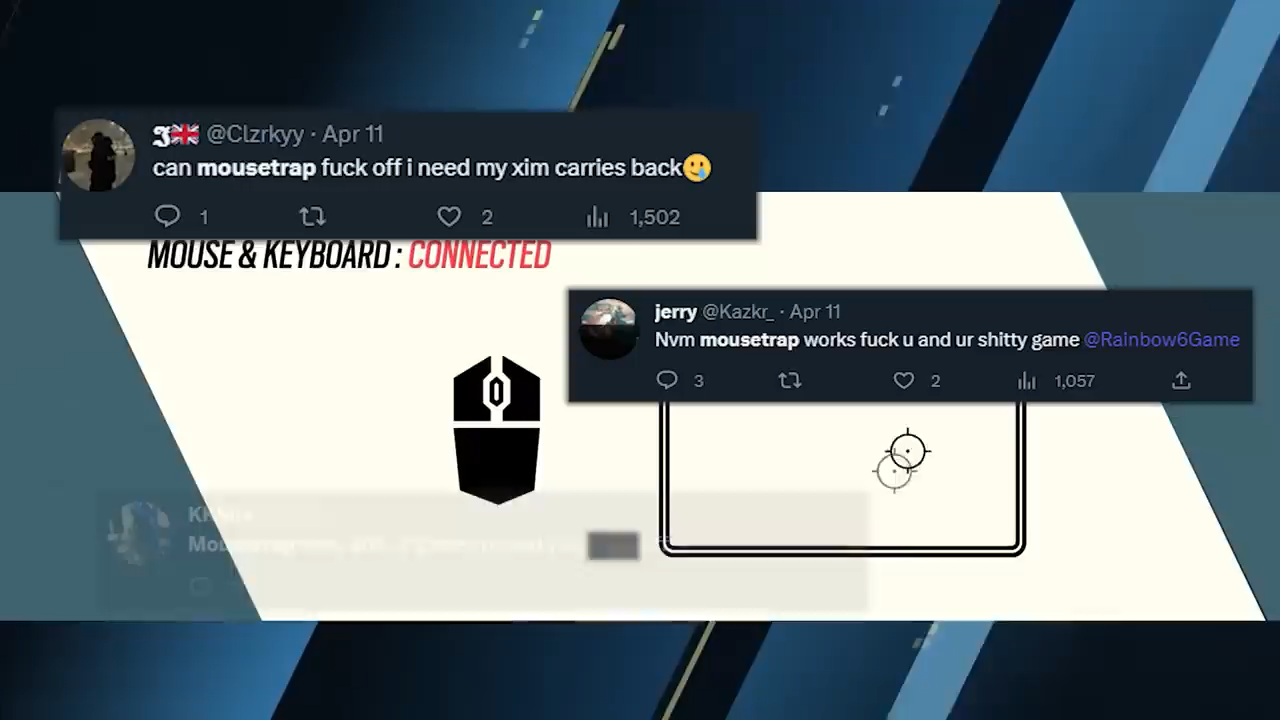 𝕵🇬🇧 @Clzrkyy · Apr 11
can mousetrap fuck off i need my xim carries back🥲
1 2 1,502
MOUSE & KEYBOARD : CONNECTED
jerry @Kazkr_ · Apr 11
Nvm mousetrap works fuck u and ur shitty game @Rainbow6Game
3 2 1,057